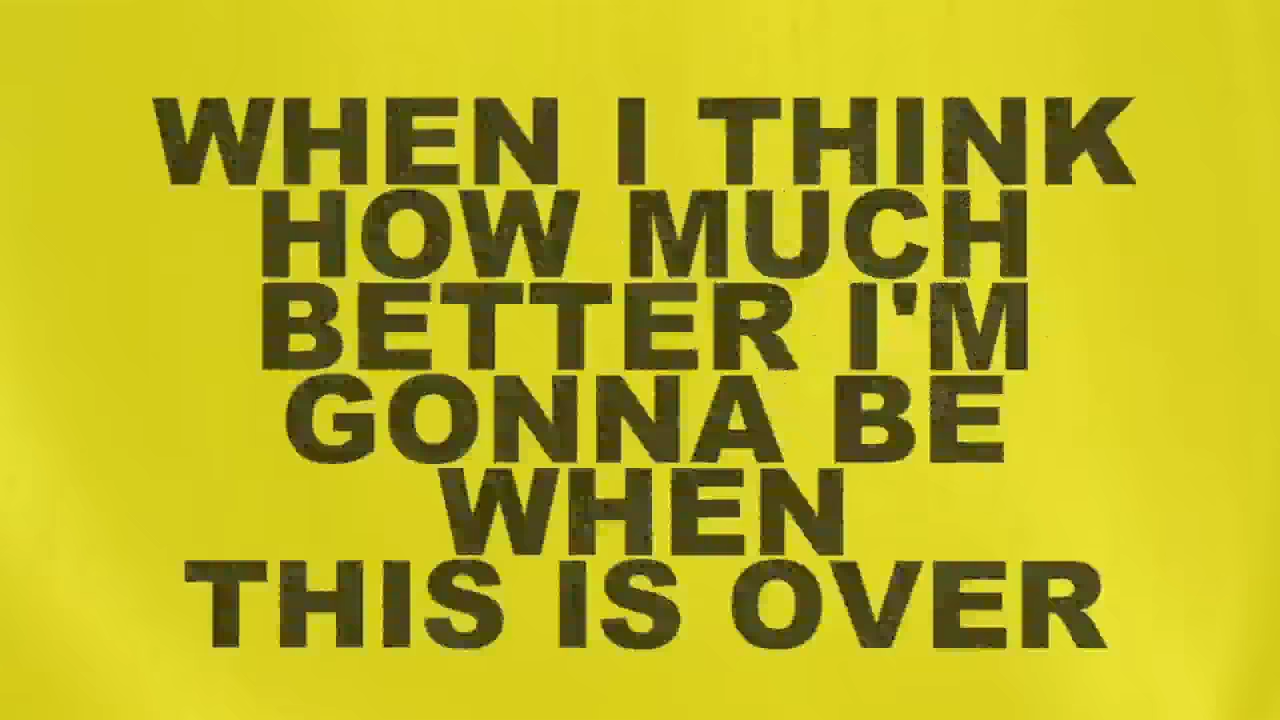 WHEN I THINK
HOW MUCH
BETTER I'M
GONNA BE
WHEN
THIS IS OVER